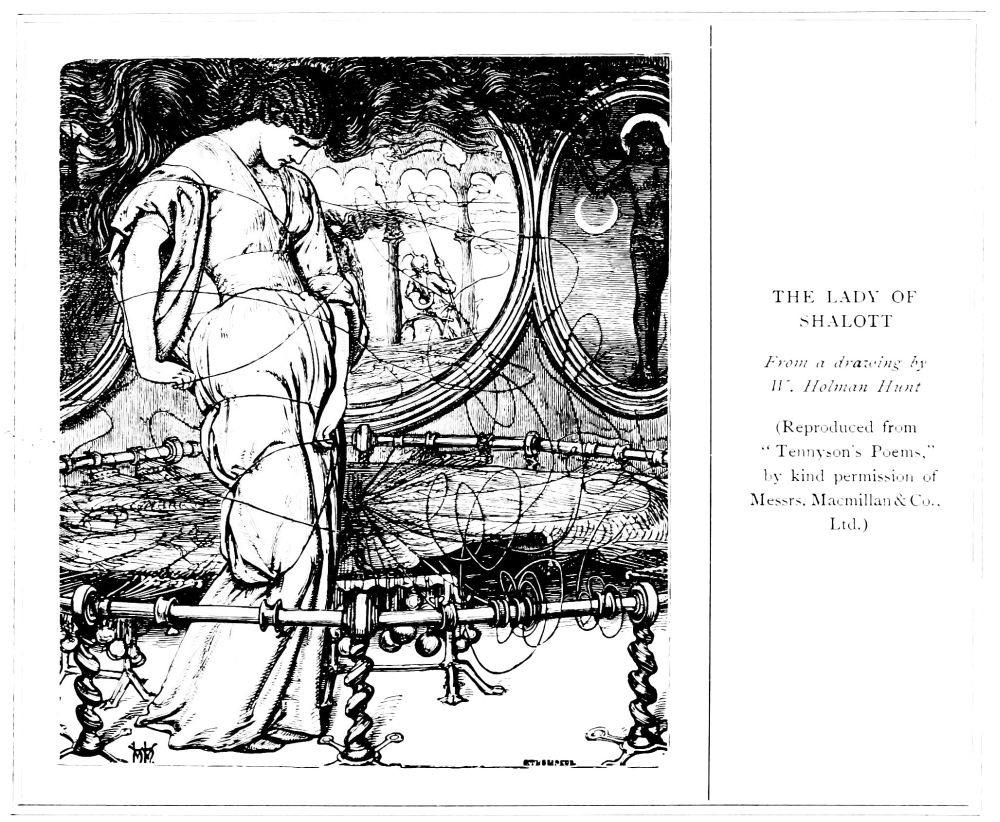 THE LADY OF
SHALOTT
From a drawing by
W. Holman Hunt
(Reproduced from
"Tennyson's Poems,"
by kind permission of
Messrs. Macmillan & Co.,
Ltd.)